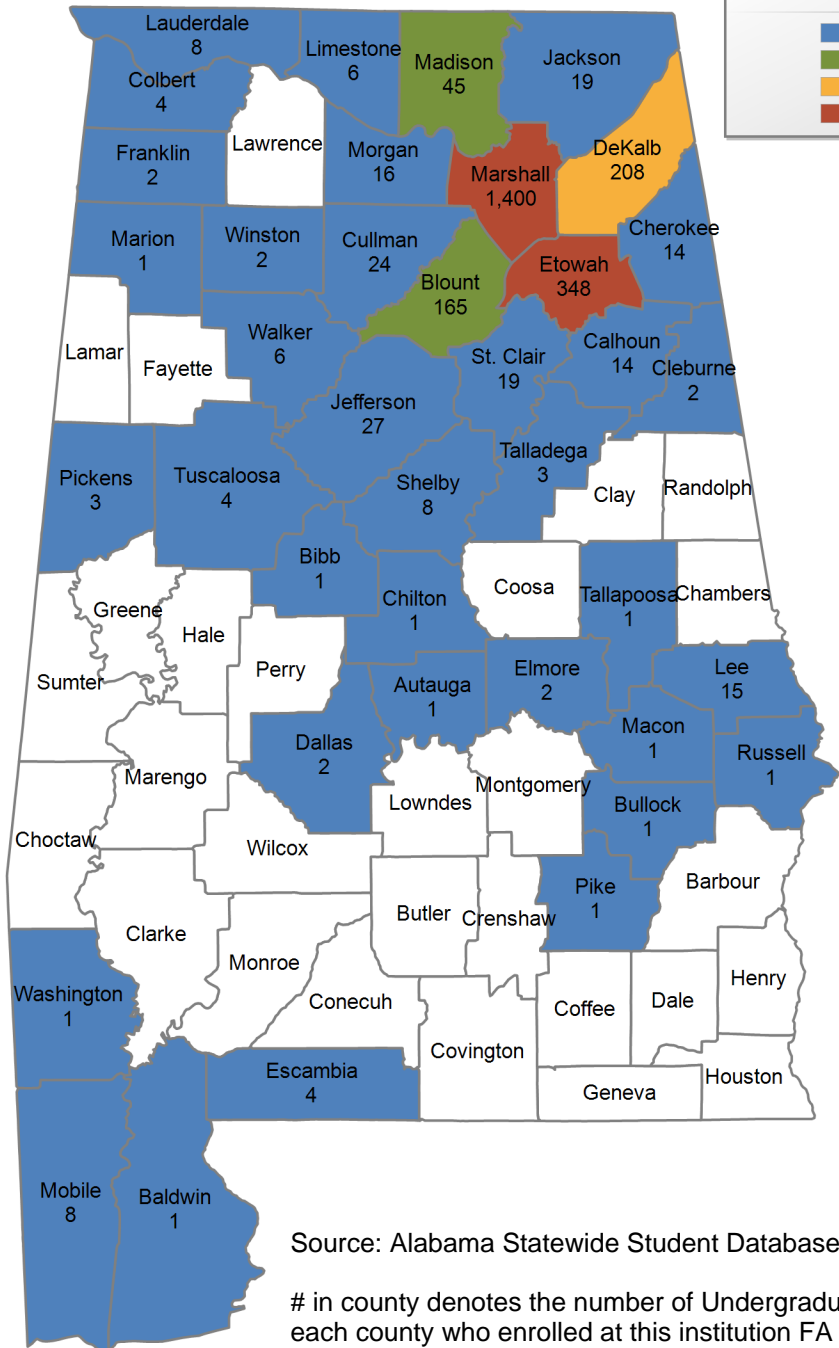 Lauderdale
8
Limestone
6
Madison
45
Jackson
19
Colbert
4
Lawrence
Franklin
2
Morgan
16
Marshall
1,400
DeKalb
208
Cherokee
14
Marion
1
Winston
2
Cullman
24
Blount
165
Etowah
348
Lamar
Fayette
Walker
6
St. Clair
19
Calhoun
14
Cleburne
2
Jefferson
27
Talladega
3
Pickens
3
Tuscaloosa
4
Shelby
8
Clay
Randolph
Bibb
1
Chilton
1
Coosa
Tallapoosa
1
Chambers
Greene
Hale
Perry
Sumter
Autauga
1
Elmore
2
Lee
15
Dallas
2
Macon
1
Russell
1
Marengo
Lowndes
Montgomery
Bullock
1
Choctaw
Wilcox
Pike
1
Barbour
Butler
Crenshaw
Clarke
Monroe
Conecuh
Henry
Coffee
Dale
Washington
1
Covington
Escambia
4
Geneva
Houston
Mobile
8
Baldwin
1
Source: Alabama Statewide Student Database
# in county denotes the number of Undergradu
each county who enrolled at this institution FA